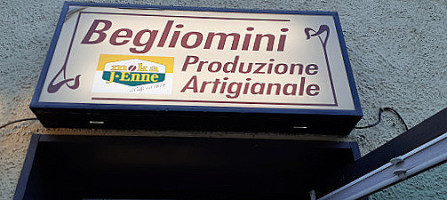 Begliomini
moka
J-Enne
Produzione
Artigianale